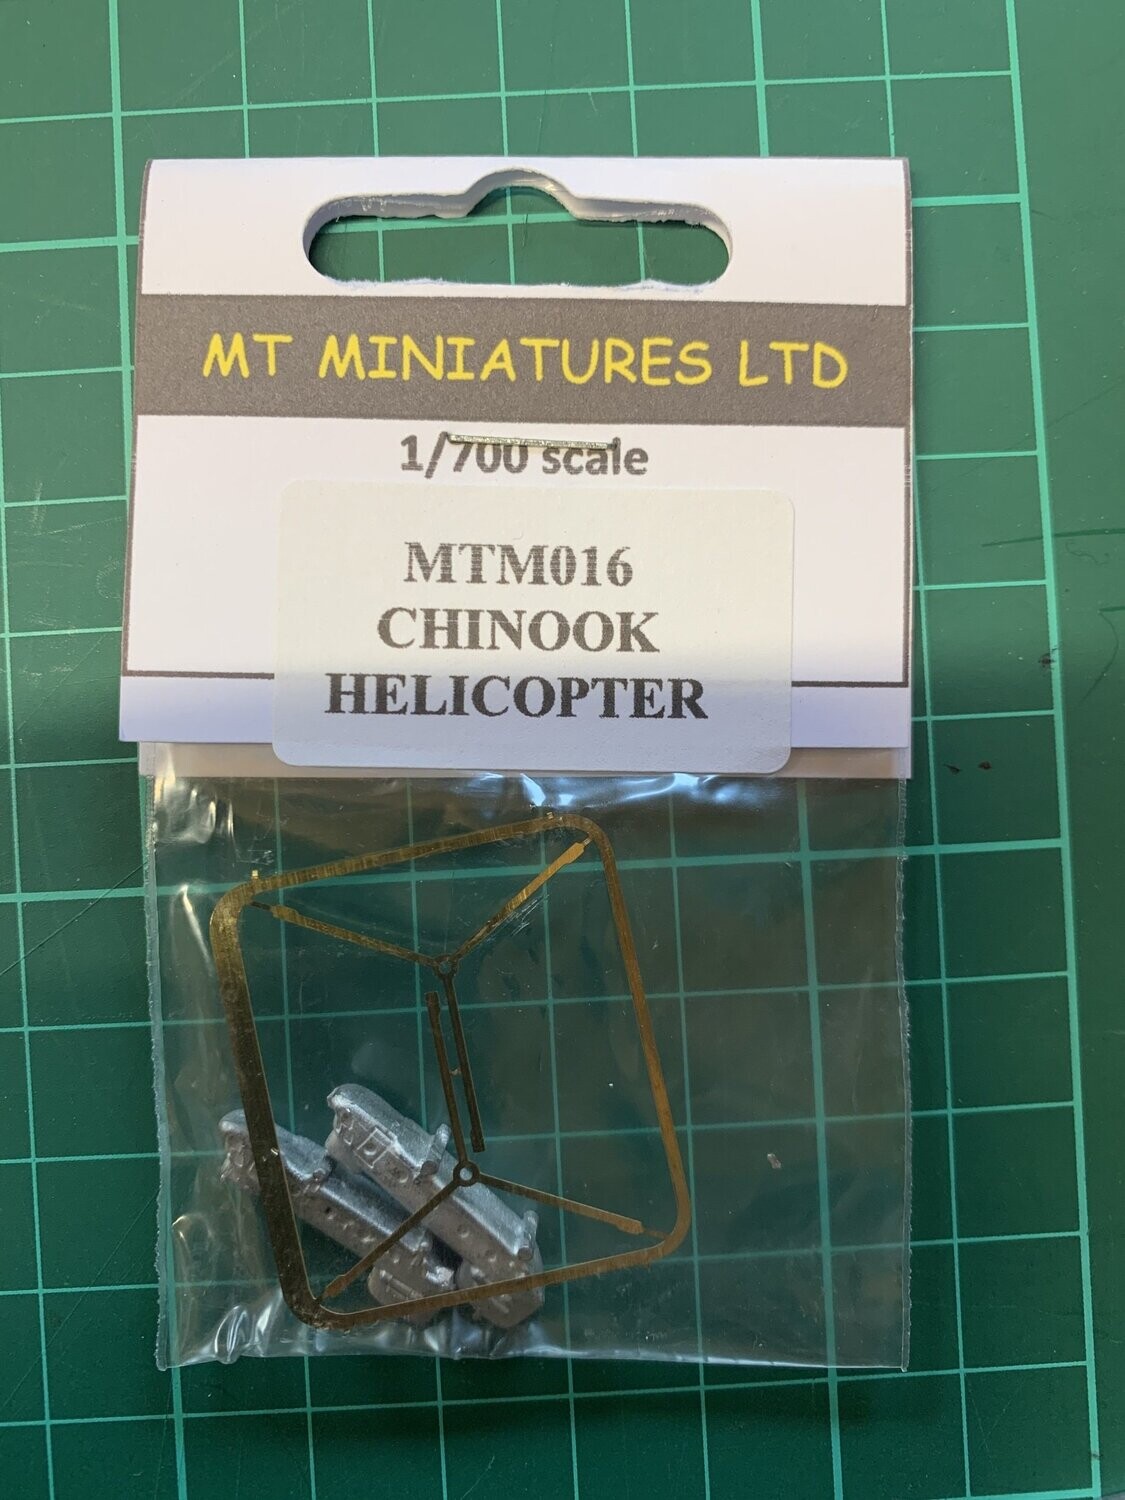 MT MINIATURES LTD
1/700 scale
MTM016
CHINOOK
HELICOPTER